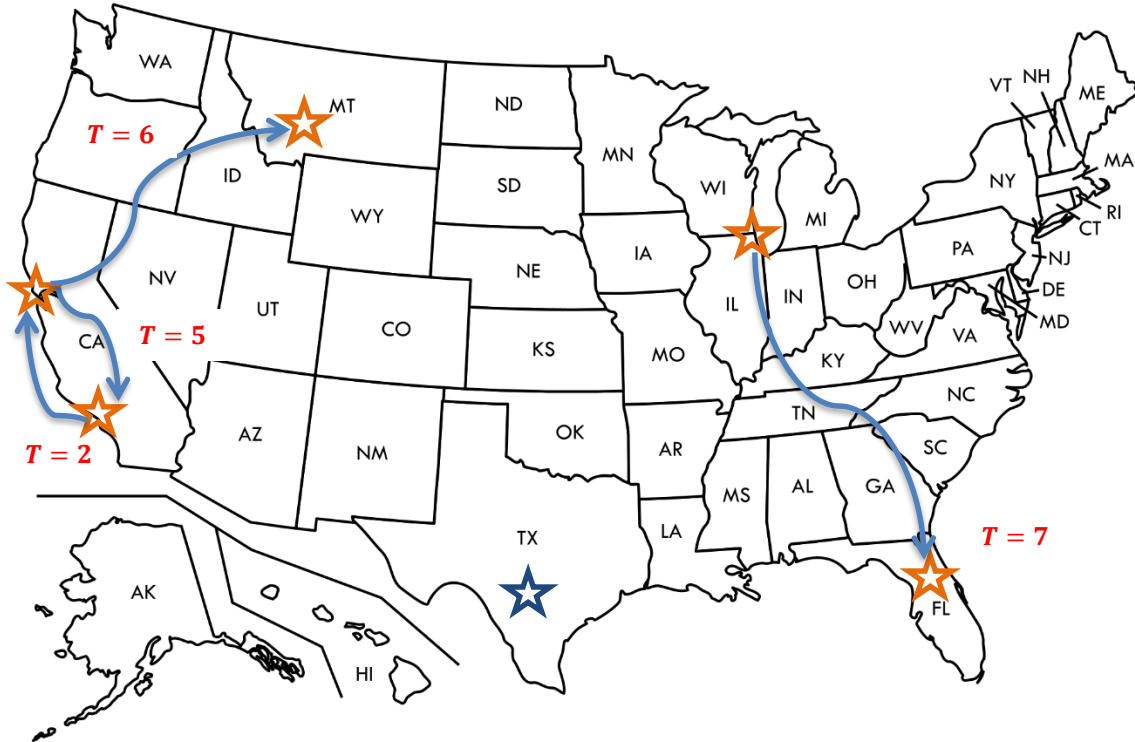 WA
MT
ND
MN
VT
NH
ME
T = 6
ID
SD
WI
MI
NY
MA
WY
RI
CT
IA
PA
NJ
NV
NE
OH
DE
UT
IL
IN
MD
CA
T = 5
CO
KS
MO
WV
VA
KY
NC
T = 2
AZ
NM
OK
AR
TN
SC
MS
AL
GA
TX
LA
T = 7
AK
FL
HI